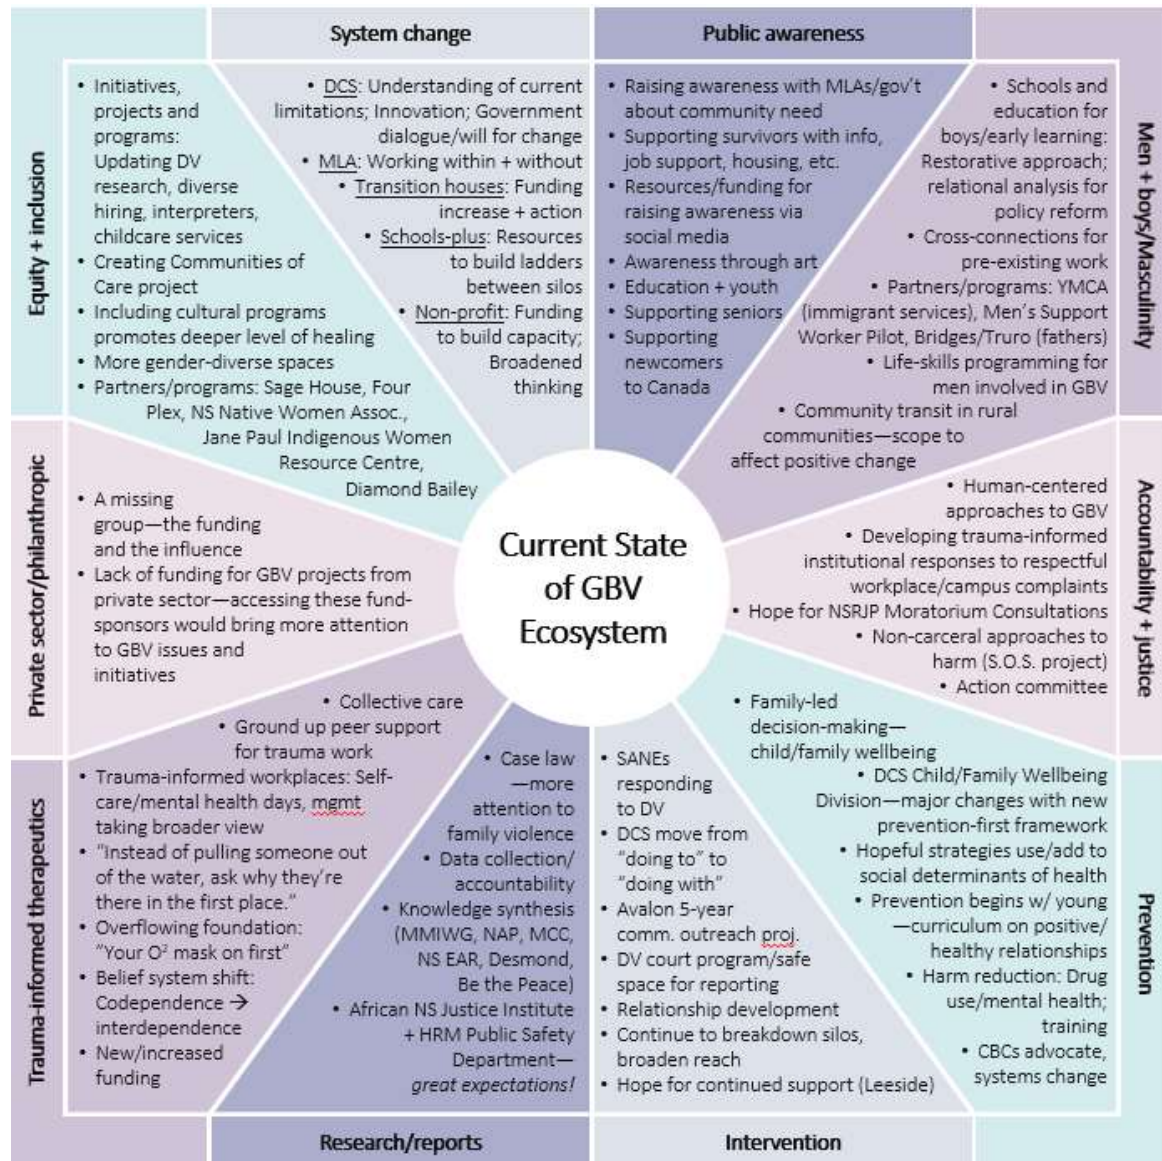 System change
• DCS: Understanding of current
limitations; Innovation; Government
dialogue/will for change
• MLA: Working within + without
• Transition houses: Funding
increase + action
• Schools-plus: Resources
to build ladders
between silos
• Non-profit: Funding
to build capacity;
Broadened
thinking
Public awareness
• Raising awareness with MLAs/gov't
about community need
• Supporting survivors with info,
job support, housing, etc.
• Resources/funding for
raising awareness via
social media
• Awareness through art
• Education + youth
• Supporting seniors
• Supporting
newcomers
to Canada
Men + boys/Masculinity
• Schools and
education for
boys/early learning:
Restorative approach;
relational analysis for
policy reform
• Cross-connections for
pre-existing work
• Partners/programs: YMCA
(immigrant services), Men's Support
Worker Pilot, Bridges/Truro (fathers)
• Life-skills programming for
men involved in GBV
• Community transit in rural
communities—scope to
affect positive change
Accountability + justice
• Human-centered
approaches to GBV
• Developing trauma-informed
institutional responses to respectful
workplace/campus complaints
• Hope for NSRJP Moratorium Consultations
• Non-carceral approaches to
harm (S.O.S. project)
• Action committee
Prevention
• Family-led
decision-making—
child/family wellbeing
• DCS Child/Family Wellbeing
Division—major changes with new
prevention-first framework
• Hopeful strategies use/add to
social determinants of health
• Prevention begins w/ young
—curriculum on positive/
healthy relationships
• Harm reduction: Drug
use/mental health;
training
• CBCs advocate,
systems change
Intervention
• SANEs
responding
to DV
• DCS move from
"doing to" to
"doing with"
• Avalon 5-year
comm. outreach proj.
• DV court program/safe
space for reporting
• Relationship development
• Continue to breakdown silos,
broaden reach
• Hope for continued support (Leeside)
Research/reports
• Case law
—more
attention to
family violence
• Data collection/
accountability
• Knowledge synthesis
(MMIWG, NAP, MCC,
NS EAR, Desmond,
Be the Peace)
• African NS Justice Institute
+ HRM Public Safety
Department—
great expectations!
Trauma-informed therapeutics
• Collective care
• Ground up peer support
for trauma work
• Trauma-informed workplaces: Self-
care/mental health days, mgmt
taking broader view
• "Instead of pulling someone out
of the water, ask why they're
there in the first place."
• Overflowing foundation:
"Your O² mask on first"
• Belief system shift:
Codependence →
interdependence
• New/increased
funding
Private sector/philanthropic
• A missing
group—the funding
and the influence
• Lack of funding for GBV projects from
private sector—accessing these fund-
sponsors would bring more attention
to GBV issues and
initiatives
Equity + inclusion
• Initiatives,
projects and
programs:
Updating DV
research, diverse
hiring, interpreters,
childcare services
• Creating Communities of
Care project
• Including cultural programs
promotes deeper level of healing
• More gender-diverse spaces
• Partners/programs: Sage House, Four
Plex, NS Native Women Assoc.,
Jane Paul Indigenous Women
Resource Centre,
Diamond Bailey
Current State
of GBV
Ecosystem